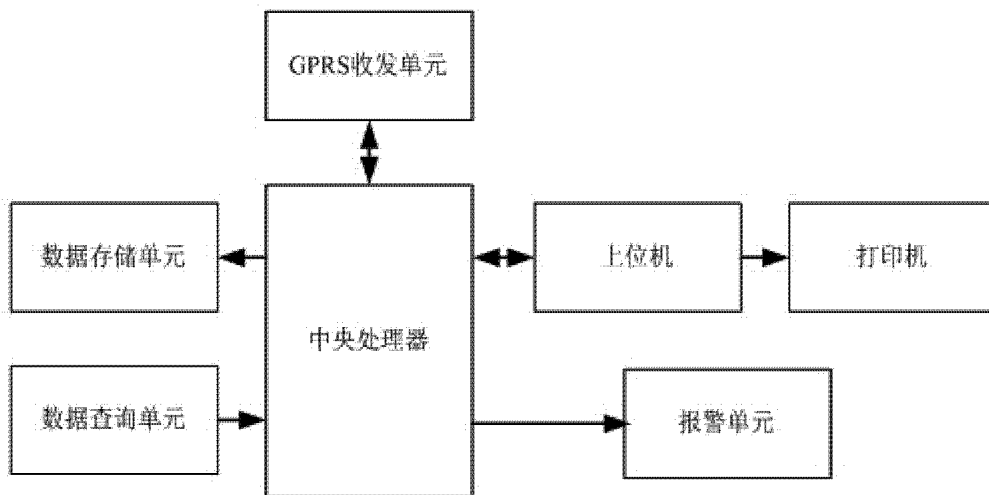 GPRS收发单元
数据存储单元
上位机
打印机
中央处理器
数据查询单元
报警单元